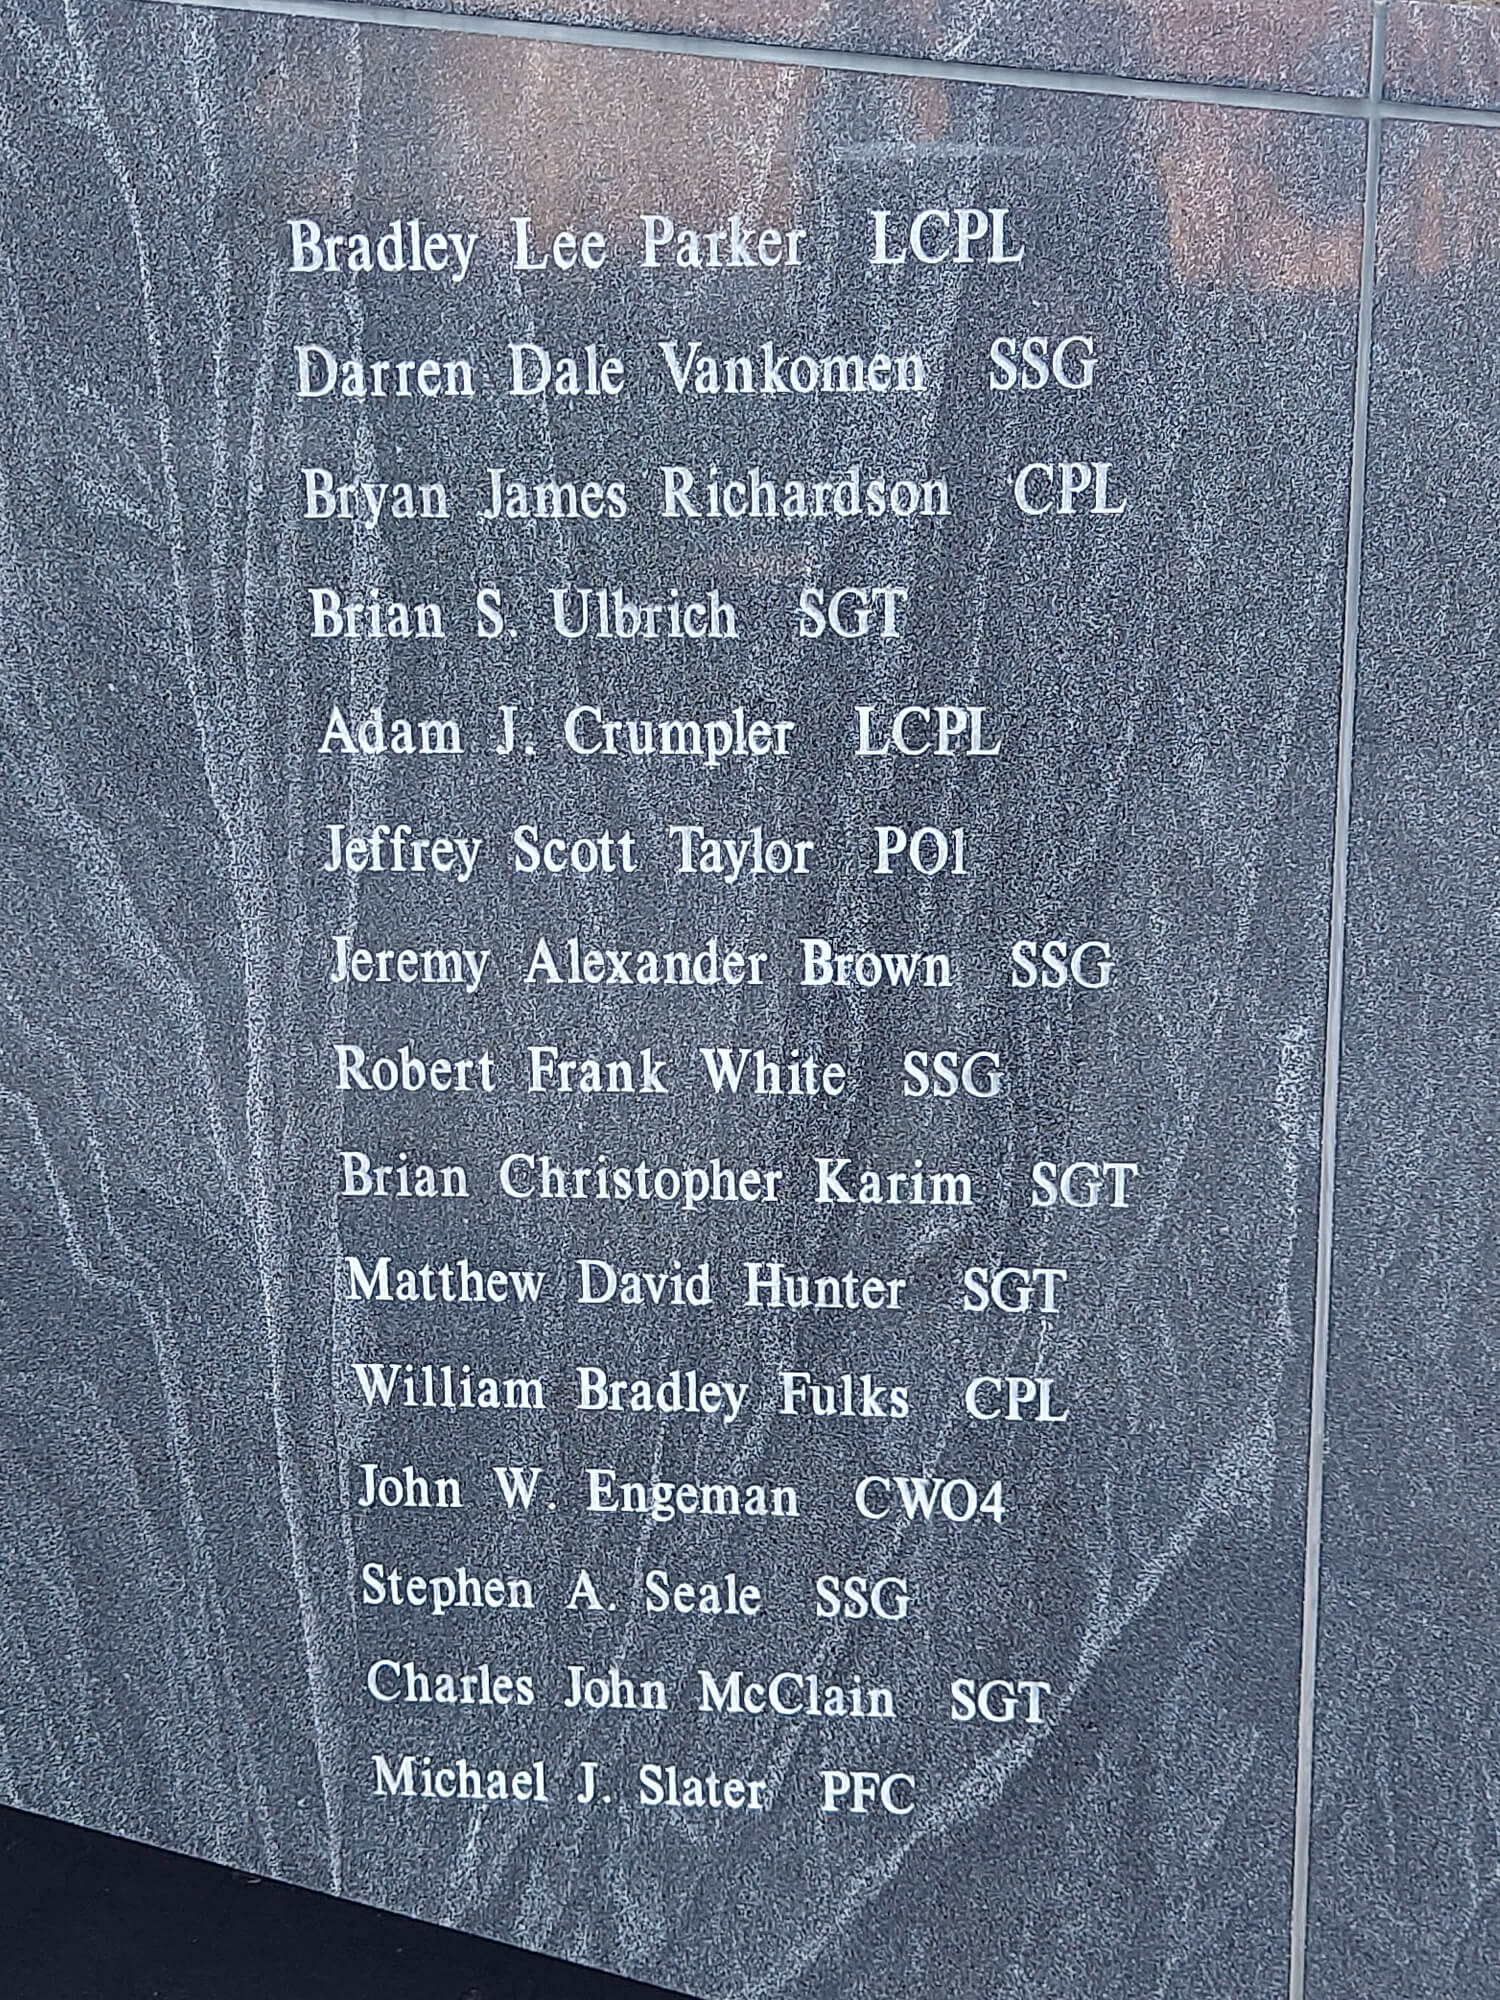 Bradley Lee Parker LCPL
Darren Dale Vankomen SSG
Bryan James Richardson CPL
Brian S. Ulbrich SGT
Adam J. Crumpler LCPL
Jeffrey Scott Taylor PO1
Jeremy Alexander Brown SSG
Robert Frank White SSG
Brian Christopher Karim SGT
Matthew David Hunter SGT
William Bradley Fulks CPL
John W. Engeman CWO4
Stephen A. Seale SSG
Charles John McClain SGT
Michael J. Slater PFC